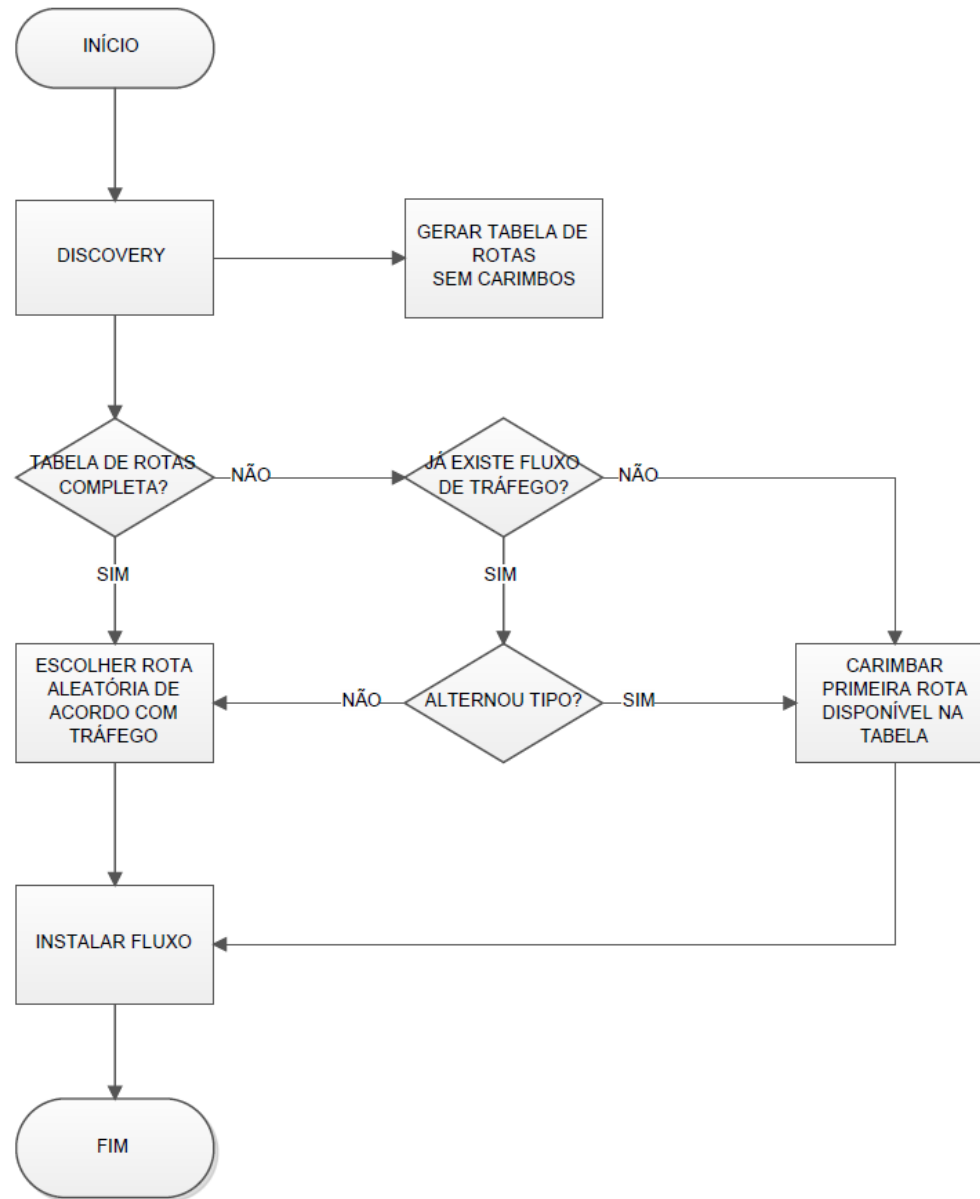 INÍCIO
DISCOVERY
GERAR TABELA DE
ROTAS
SEM CARIMBOS
TABELA DE ROTAS
COMPLETA?
NÃO
JÁ EXISTE FLUXO
DE TRÁFEGO?
NÃO
SIM
SIM
ESCOLHER ROTA
ALEATÓRIA DE
ACORDO COM
TRÁFEGO
NÃO
ALTERNOU TIPO?
SIM
CARIMBAR
PRIMEIRA ROTA
DISPONÍVEL NA
TABELA
INSTALAR FLUXO
FIM